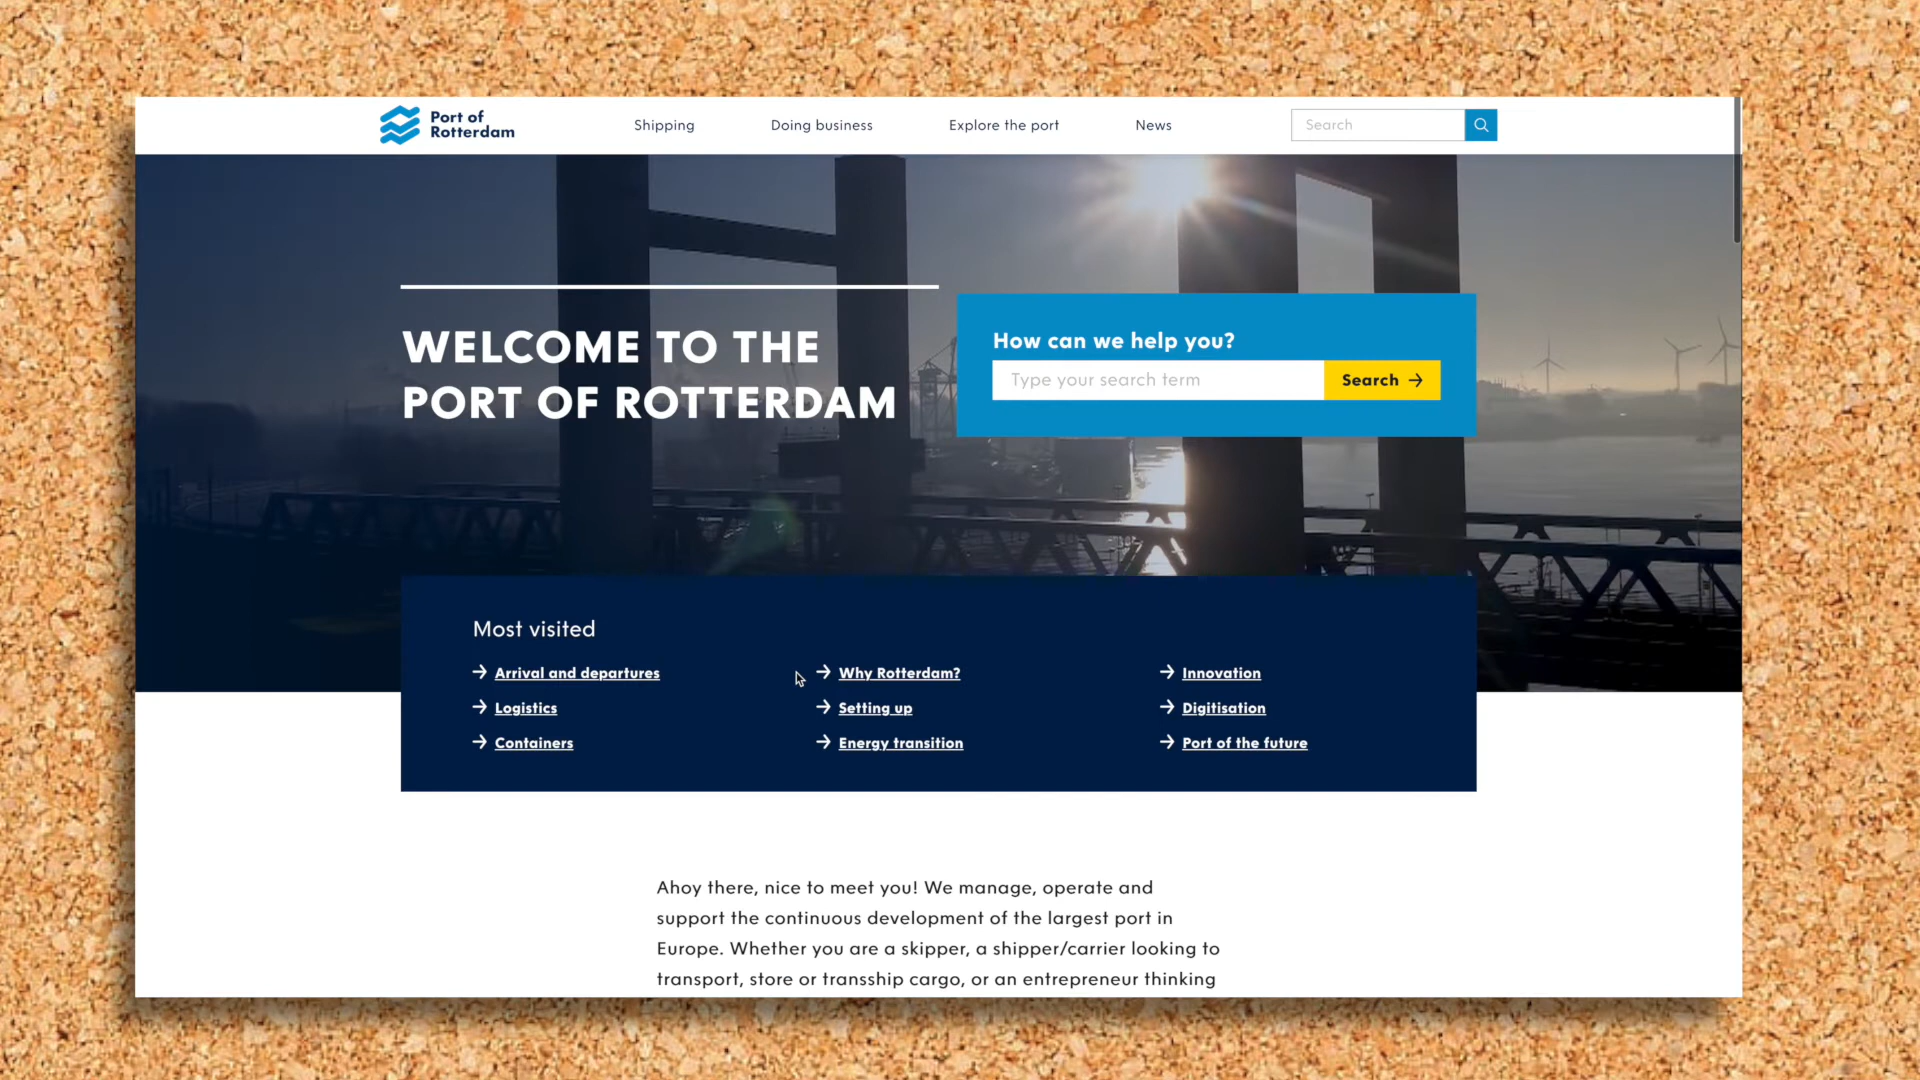 Port of
Rotterdam
Shipping
Doing business
Explore the port
News
Search
WELCOME TO THE
PORT OF ROTTERDAM
How can we help you?
Type your search term
Search →
Most visited
→ Arrival and departures
→ Logistics
→ Containers
→ Why Rotterdam?
→ Setting up
→ Energy transition
→ Innovation
→ Digitisation
→ Port of the future
Ahoy there, nice to meet you! We manage, operate and
support the continuous development of the largest port in
Europe. Whether you are a skipper, a shipper/carrier looking to
transport, store or transship cargo, or an entrepreneur thinking